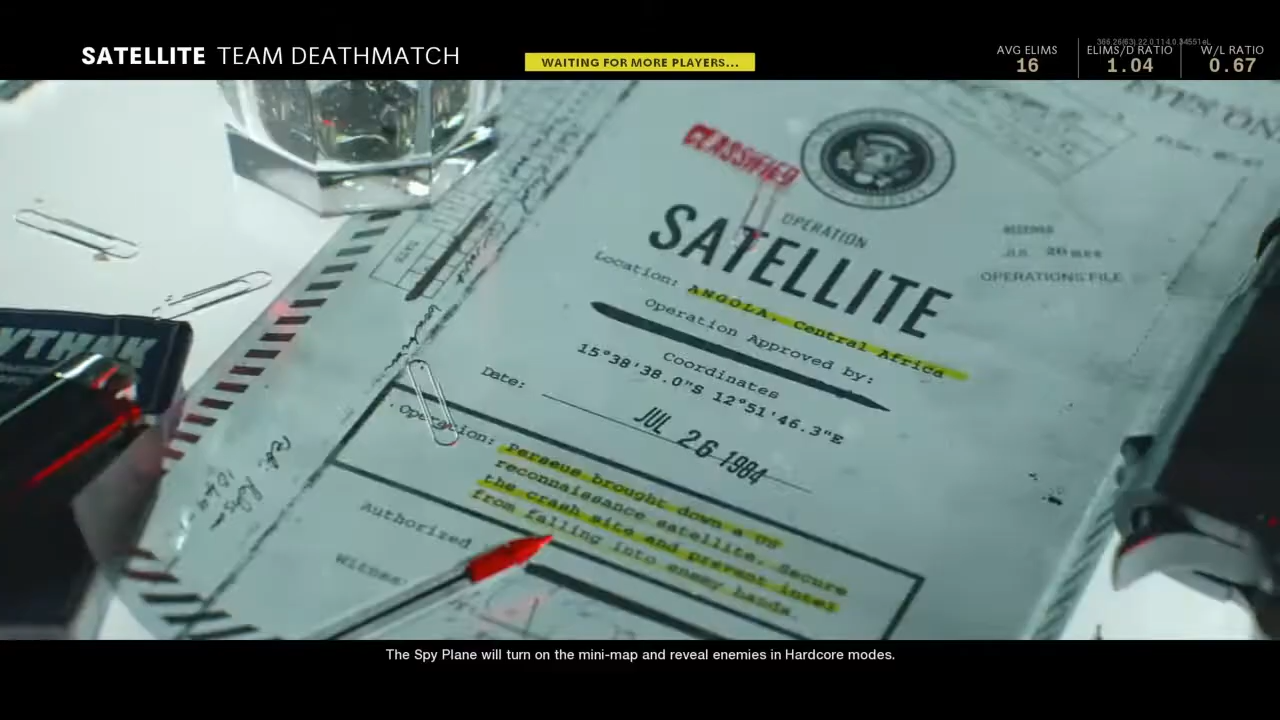 SATELLITE TEAM DEATHMATCH
WAITING FOR MORE PLAYERS...
AVG ELIMS
16
ELIMS/D RATIO
1.04
W/L RATIO
0.67
EYES ON
CLASSIFIED
OPERATION
SATELLITE
OPERATIONS FILE
Location: ANGOLA, Central Africa
Operation Approved by:
Coordinates
15°38'38.0"S 12°51'46.3"E
DATE
Date:
JUL 26 1984
Operation: Perseus brought down a US
reconnaissance satellite. Secure
the crash site and prevent intel
from falling into enemy hands.
Authorized
Witness
The Spy Plane will turn on the mini-map and reveal enemies in Hardcore modes.